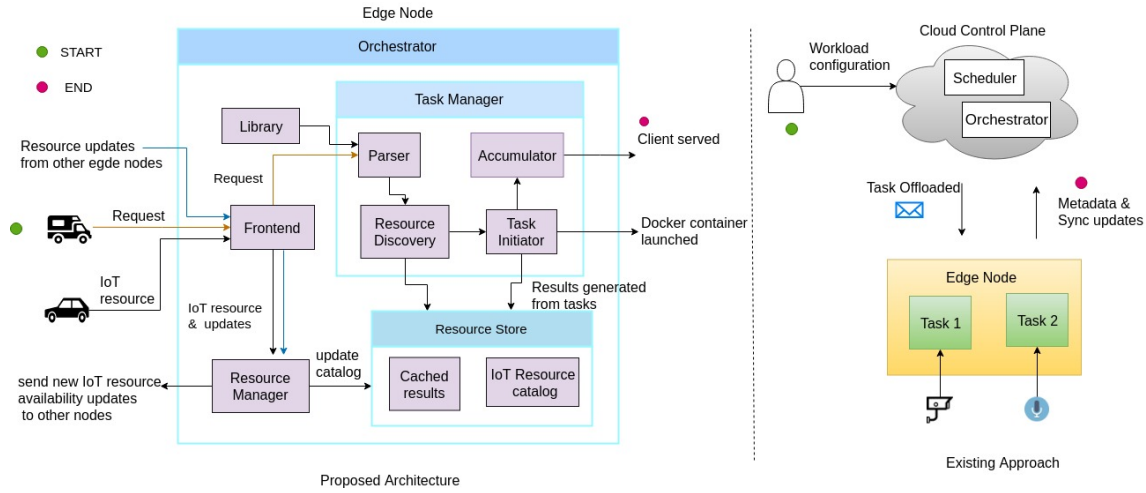 Edge Node
START
END
Orchestrator
Task Manager
Library
Parser
Accumulator
Client served
Resource updates
from other egde nodes
Request
Request
Frontend
Resource
Discovery
Task
Initiator
Docker container
launched
IoT
resource
IoT resource
& updates
Results generated
from tasks
Resource Store
Resource
Manager
update
catalog
Cached
results
IoT Resource
catalog
send new IoT resource
availability updates
to other nodes
Proposed Architecture
Cloud Control Plane
Workload
configuration
Scheduler
Orchestrator
Task Offloaded
Metadata &
Sync updates
Edge Node
Task 1
Task 2
Existing Approach